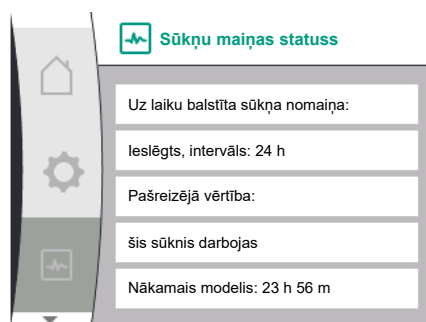 Sūkņu maiņas statuss
Uz laiku balstīta sūkņa nomaiņa:
Ieslēgts, intervāls: 24 h
Pašreizējā vērtība:
šis sūknis darbojas
Nākamais modelis: 23 h 56 m